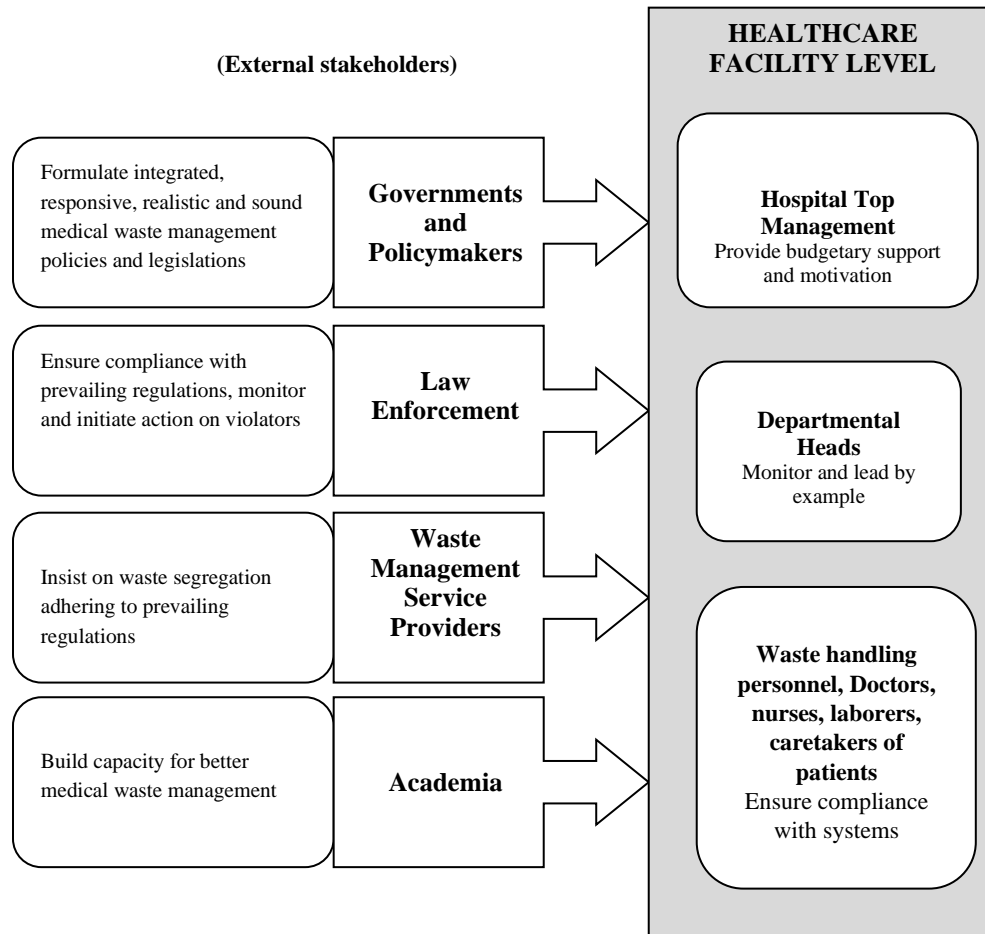 (External stakeholders)
HEALTHCARE
FACILITY LEVEL
Formulate integrated,
responsive, realistic and sound
medical waste management
policies and legislations
Governments
and
Policymakers
Hospital Top
Management
Provide budgetary support
and motivation
Ensure compliance with
prevailing regulations, monitor
and initiate action on violators
Law
Enforcement
Departmental
Heads
Monitor and lead by
example
Insist on waste segregation
adhering to prevailing
regulations
Waste
Management
Service
Providers
Waste handling
personnel, Doctors,
nurses, laborers,
caretakers of
patients
Ensure compliance
with systems
Build capacity for better
medical waste management
Academia